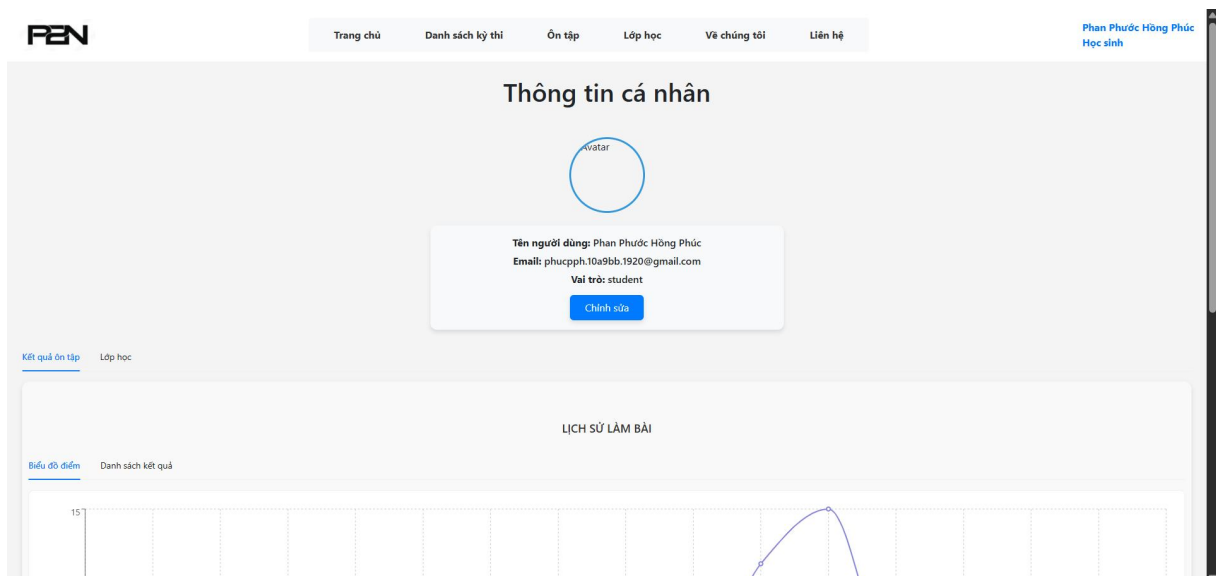 PEN
Trang chủ Danh sách kỳ thi Ôn tập Lớp học Về chúng tôi Liên hệ
Phan Phước Hồng Phúc
Học sinh
Thông tin cá nhân
Avatar
Tên người dùng: Phan Phước Hồng Phúc
Email: phucpph.10a9bb.1920@gmail.com
Vai trò: student
Chỉnh sửa
Kết quả ôn tập Lớp học
LỊCH SỬ LÀM BÀI
Biểu đồ điểm Danh sách kết quả
15